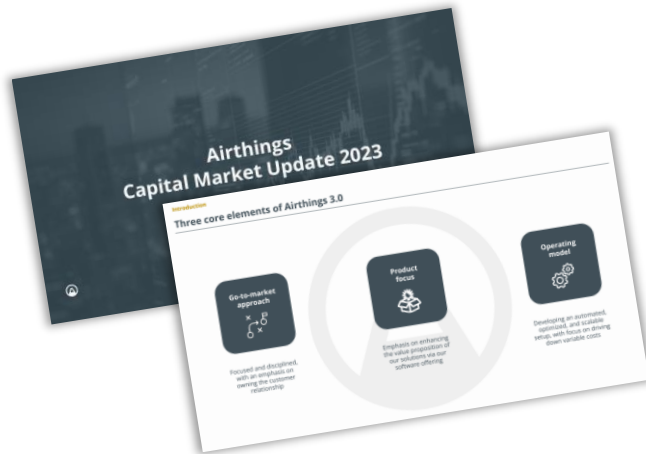 Airthings
Capital Market Update 2023
Introduction
Three core elements of Airthings 3.0
Go-to-market
approach
Focused and disciplined,
with an emphasis on
owning the customer
relationship
Product
focus
Emphasis on enhancing
the value proposition of
our solutions via our
software offering
Operating
model
Developing an automated,
optimized, and scalable
setup, with focus on driving
down variable costs